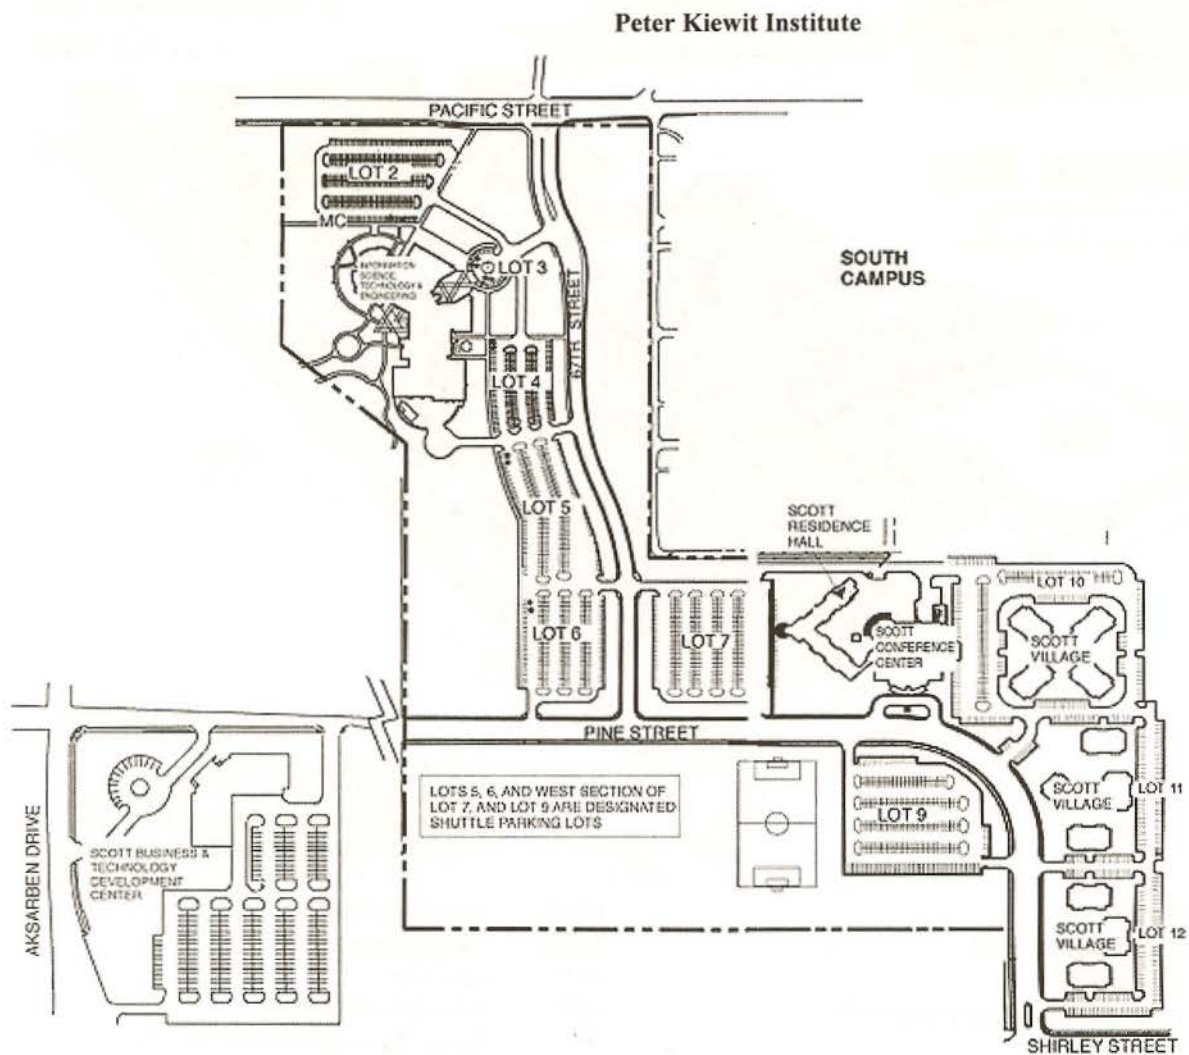 Peter Kiewit Institute
PACIFIC STREET
LOT 2
MC
INFORMATION
SCIENCE,
TECHNOLOGY &
ENGINEERING
LOT 3
67TH STREET
SOUTH
CAMPUS
LOT 4
LOT 5
SCOTT
RESIDENCE
HALL
LOT 10
LOT 6
LOT 7
SCOTT
CONFERENCE
CENTER
SCOTT
VILLAGE
PINE STREET
LOTS 5, 6, AND WEST SECTION OF
LOT 7, AND LOT 9 ARE DESIGNATED
SHUTTLE PARKING LOTS
LOT 9
SCOTT
VILLAGE
LOT 11
AKSARBEN DRIVE
SCOTT BUSINESS &
TECHNOLOGY
DEVELOPMENT
CENTER
SCOTT
VILLAGE
LOT 12
SHIRLEY STREET